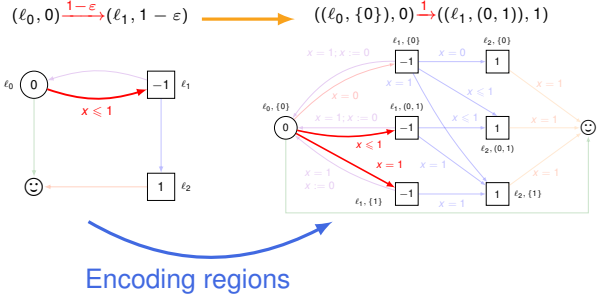 (ℓ₀, 0) 1−ε→ (ℓ₁, 1 − ε)
((ℓ₀, {0}), 0) 1→ ((ℓ₁, (0, 1)), 1)
ℓ₀ 0
−1 ℓ₁
x ⩽ 1
1 ℓ₂
ℓ₁, {0}
ℓ₂, {0}
x = 1; x := 0
−1
x = 0
1
x = 0
x ⩽ 1
x = 1
ℓ₀, {0}
ℓ₁, (0, 1)
x = 1; x := 0
0
−1
x ⩽ 1
1
x = 1
x ⩽ 1
ℓ₂, (0, 1)
x = 1
x = 1
x = 1
x := 0
x = 1
−1
x = 1
1
ℓ₂, {1}
ℓ₁, {1}
Encoding regions